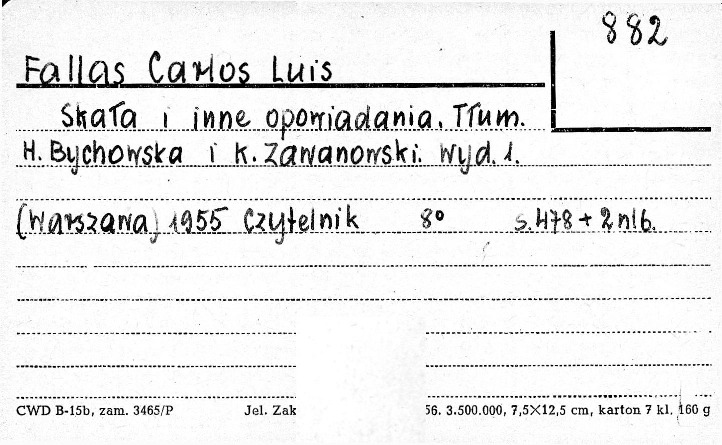 882
Fallas Carlos Luis
Skała i inne opowiadania. Tłum.
H. Bychowska i K. Zawanowski. Wyd. 1.
(Warszawa) 1955 Czytelnik 8° s. 478 + 2 nlb.
CWD B-15b, zam. 3465/P Jel. Zak 56. 3.500.000, 7,5×12,5 cm, karton 7 kl. 160 g